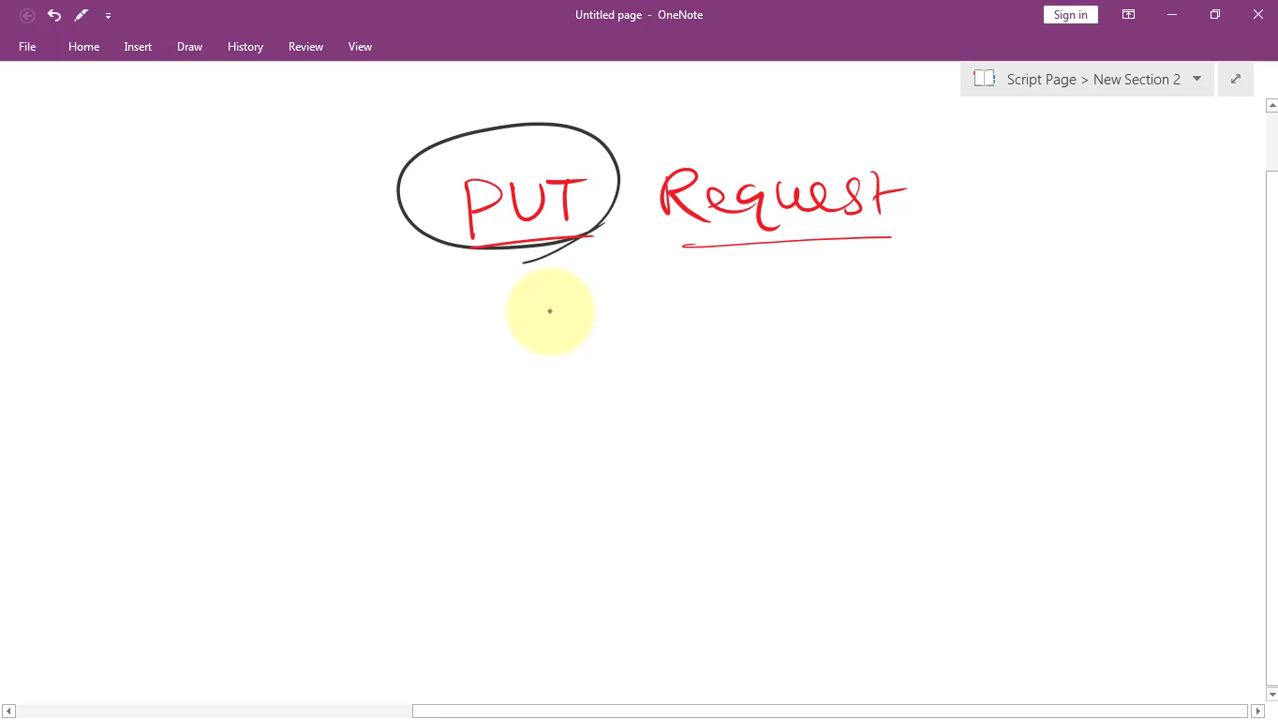 Untitled page - OneNote
Sign in
File Home Insert Draw History Review View
Script Page > New Section 2
PUT Request